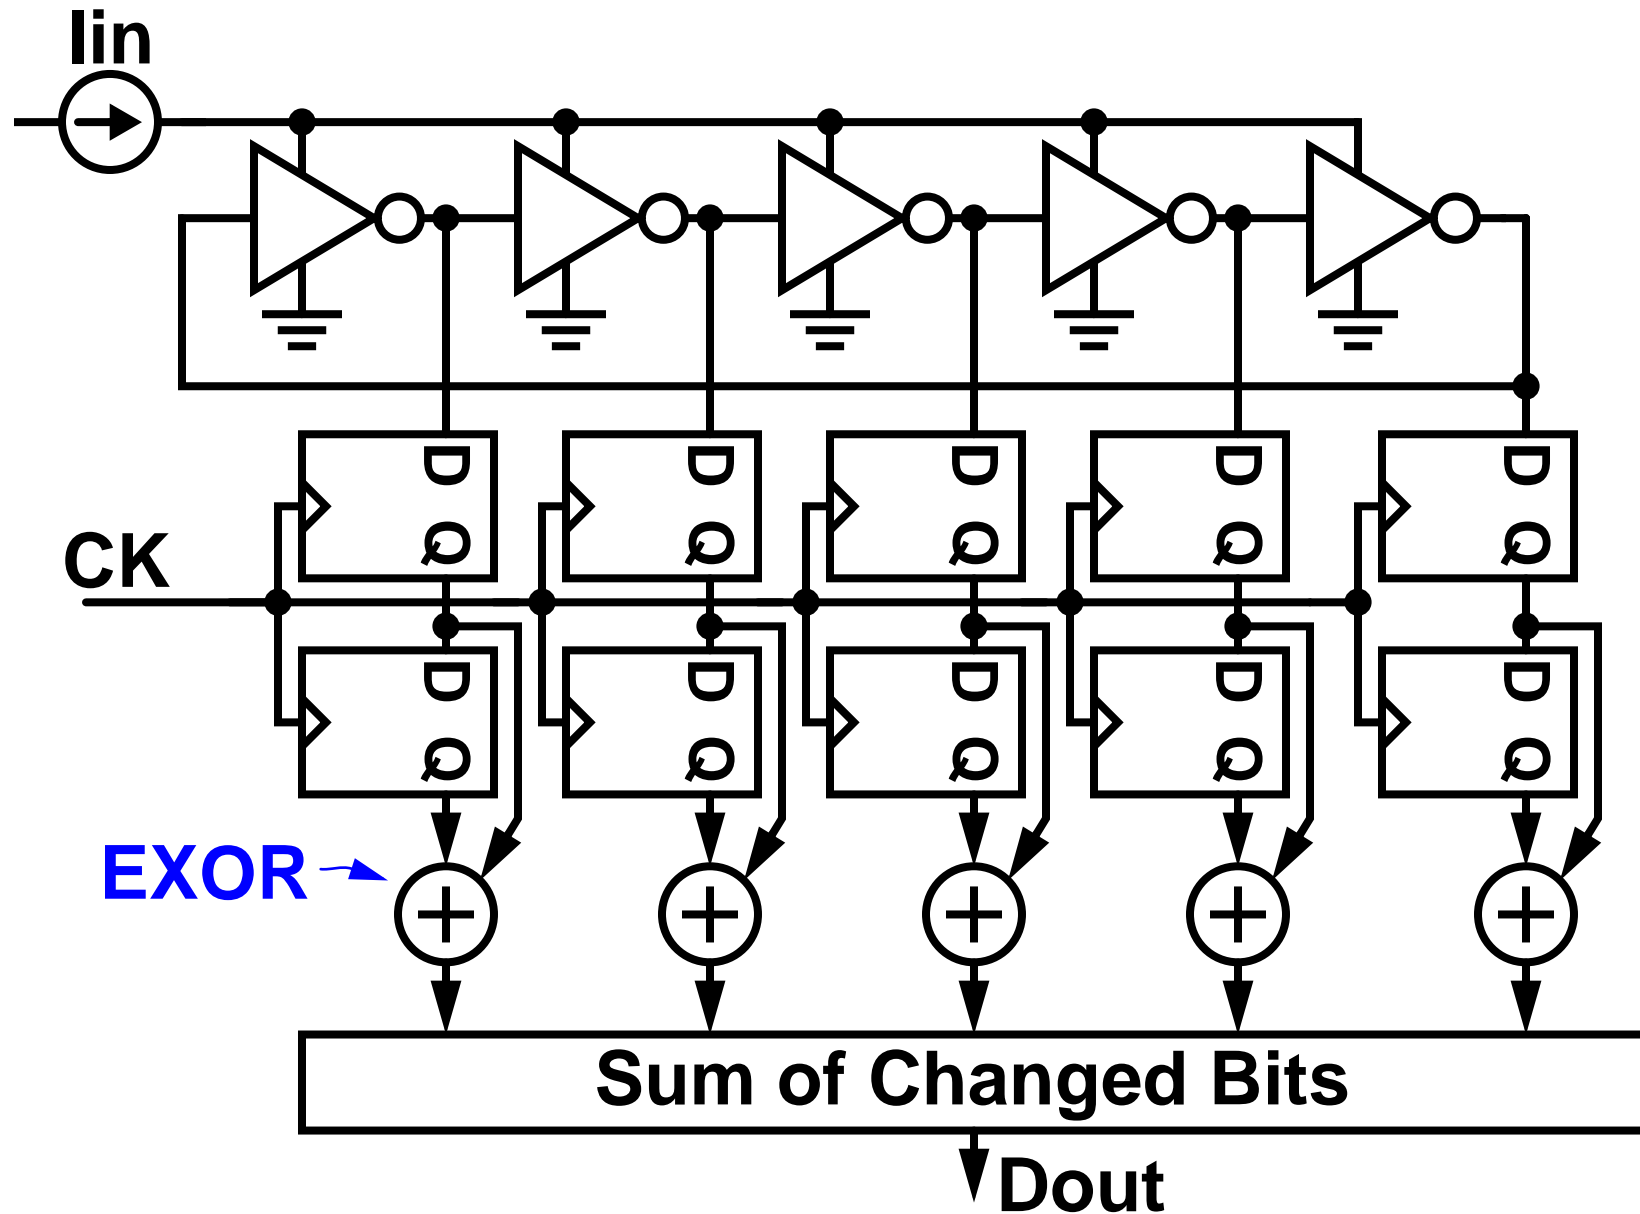 Iin
D D D D D
Q Q Q Q Q
CK
D D D D D
Q Q Q Q Q
EXOR
Sum of Changed Bits
Dout